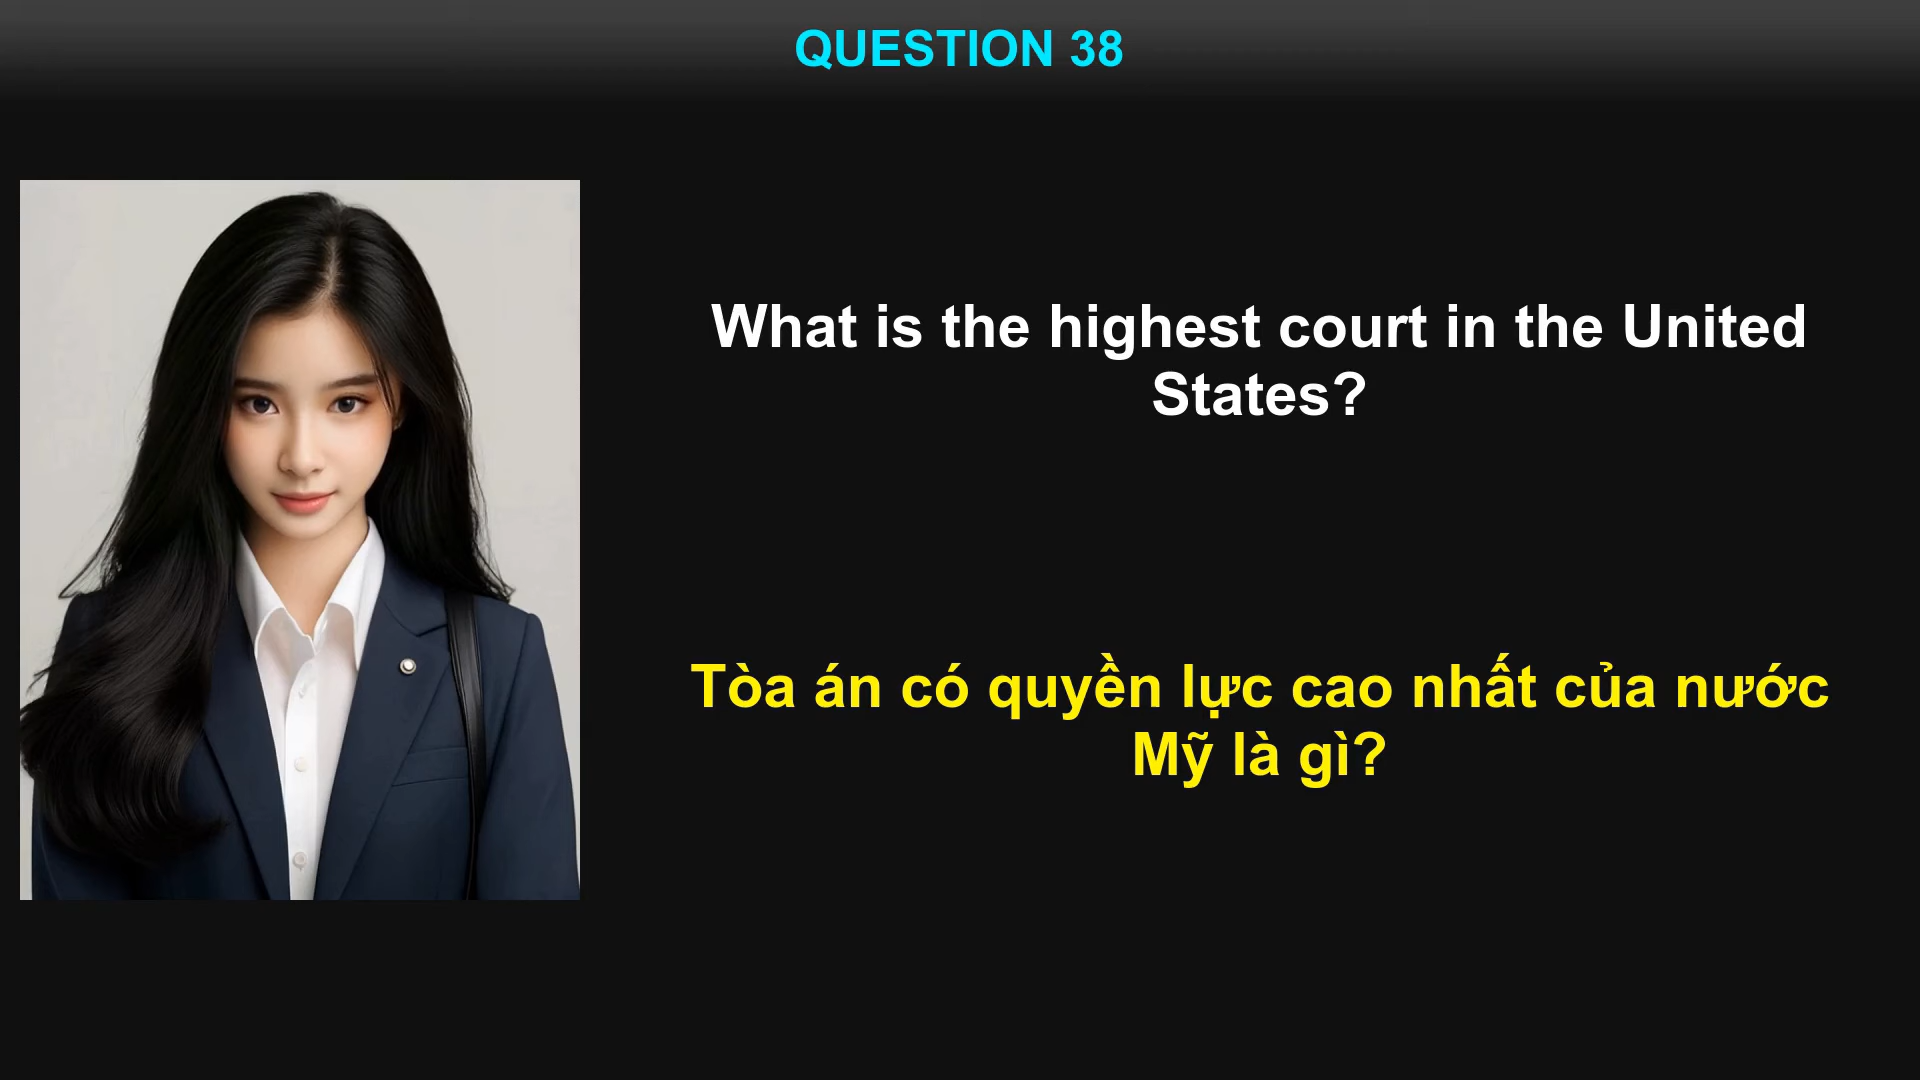 QUESTION 38
What is the highest court in the United
States?
Tòa án có quyền lực cao nhất của nước
Mỹ là gì?